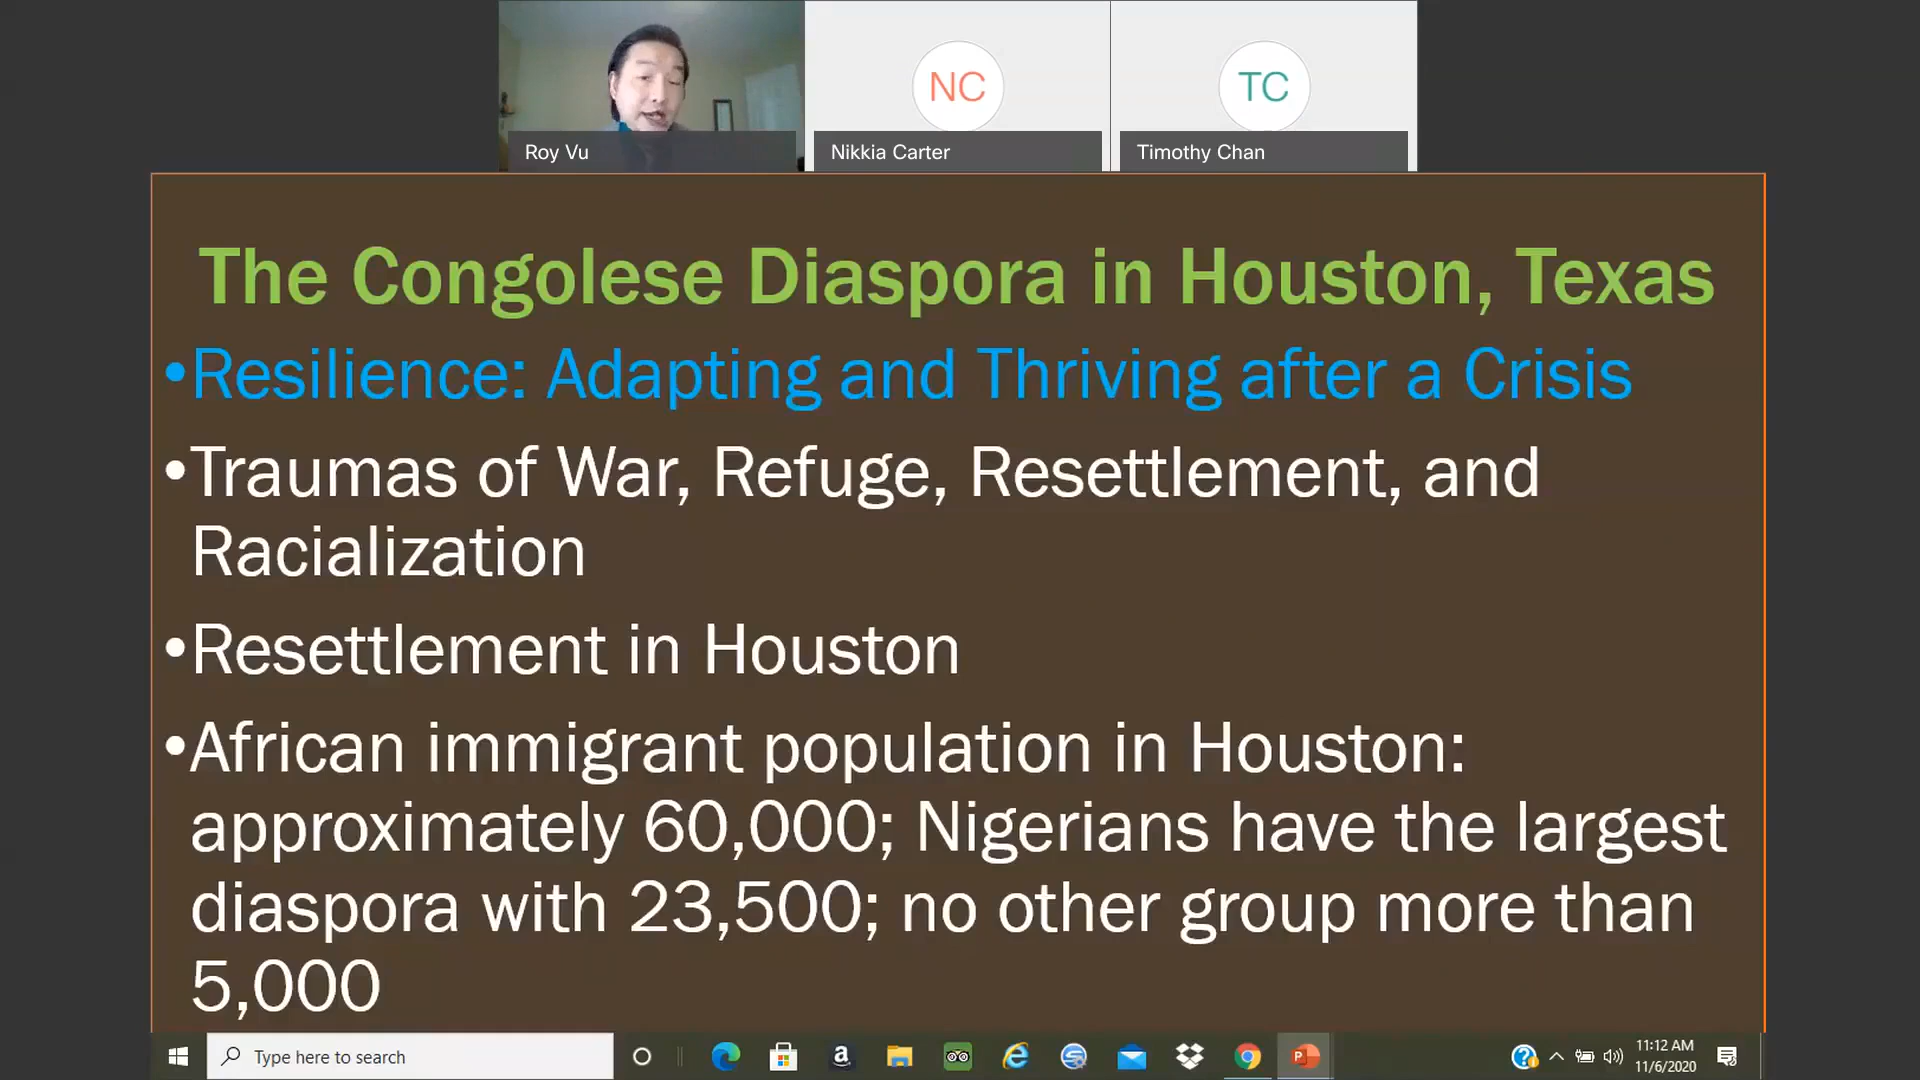 NC
TC
Roy Vu
Nikkia Carter
Timothy Chan
The Congolese Diaspora in Houston, Texas
•Resilience: Adapting and Thriving after a Crisis
•Traumas of War, Refuge, Resettlement, and
Racialization
•Resettlement in Houston
•African immigrant population in Houston:
approximately 60,000; Nigerians have the largest
diaspora with 23,500; no other group more than
5,000
Type here to search
11:12 AM
11/6/2020